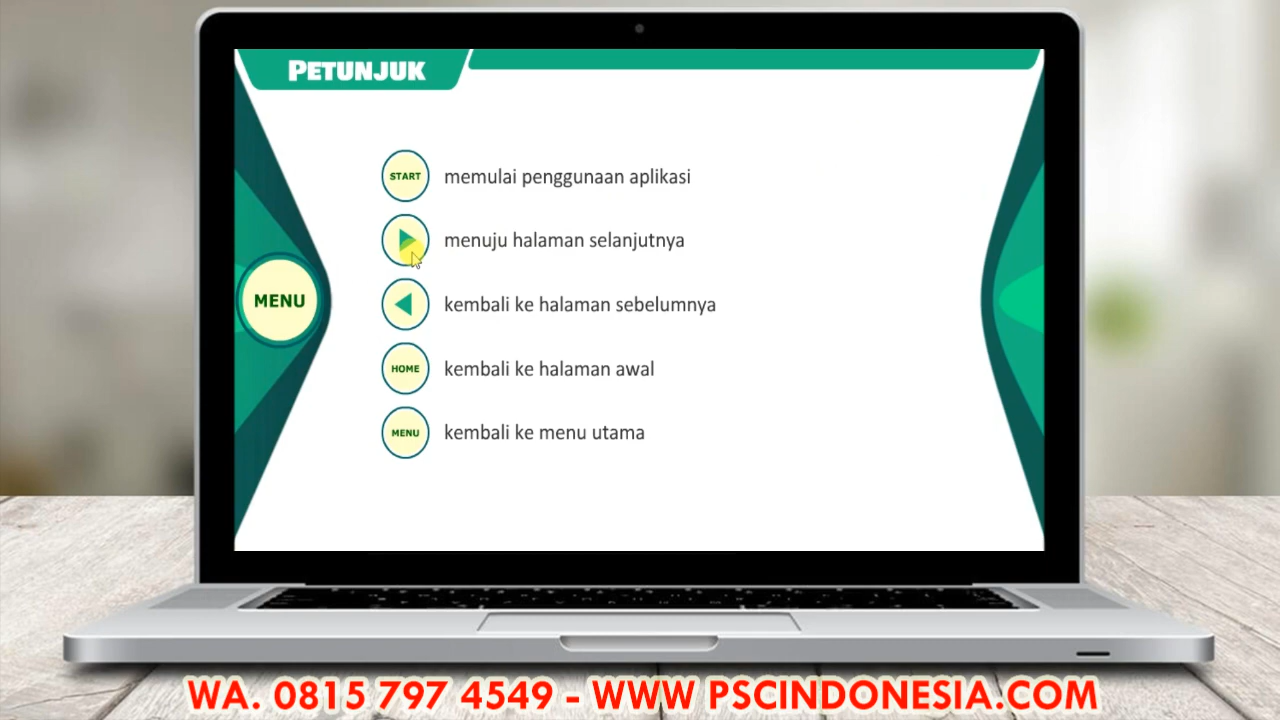 PETUNJUK
START memulai penggunaan aplikasi
menuju halaman selanjutnya
MENU
kembali ke halaman sebelumnya
HOME kembali ke halaman awal
MENU kembali ke menu utama
WA. 0815 797 4549 - WWW PSCINDONESIA.COM